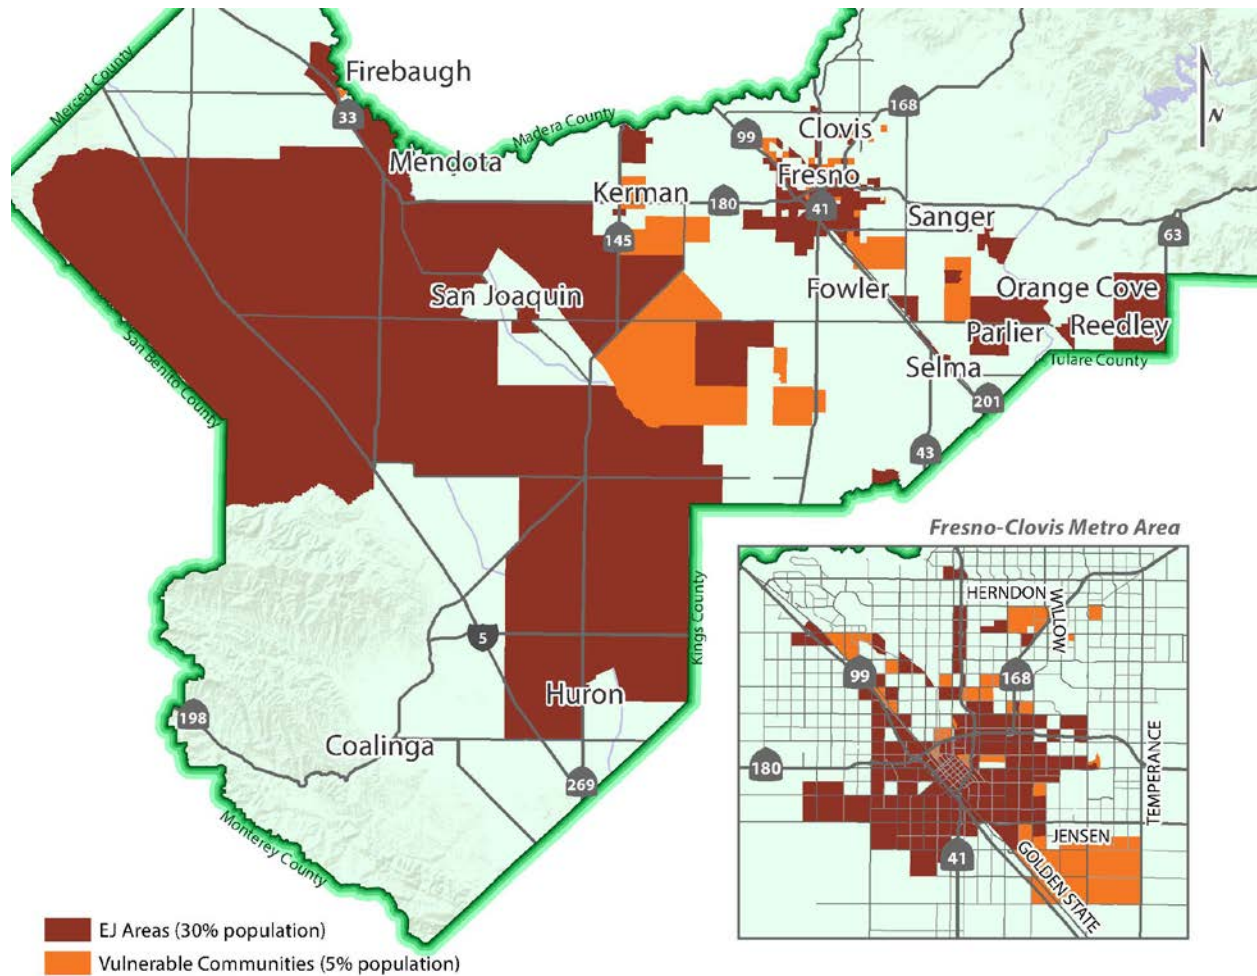 Firebaugh
Merced County
33
Madera County
168
99
Clovis
N
Mendota
Fresno
Kerman
180
41
Sanger
145
63
San Joaquin
Fowler
Orange Cove
Parlier
Reedley
San Benito County
Selma
Tulare County
201
43
Fresno-Clovis Metro Area
HERNDON
WILLOW
Kings County
5
99
168
Huron
198
Coalinga
180
TEMPERANCE
269
JENSEN
Monterey County
41
GOLDEN STATE
EJ Areas (30% population)
Vulnerable Communities (5% population)